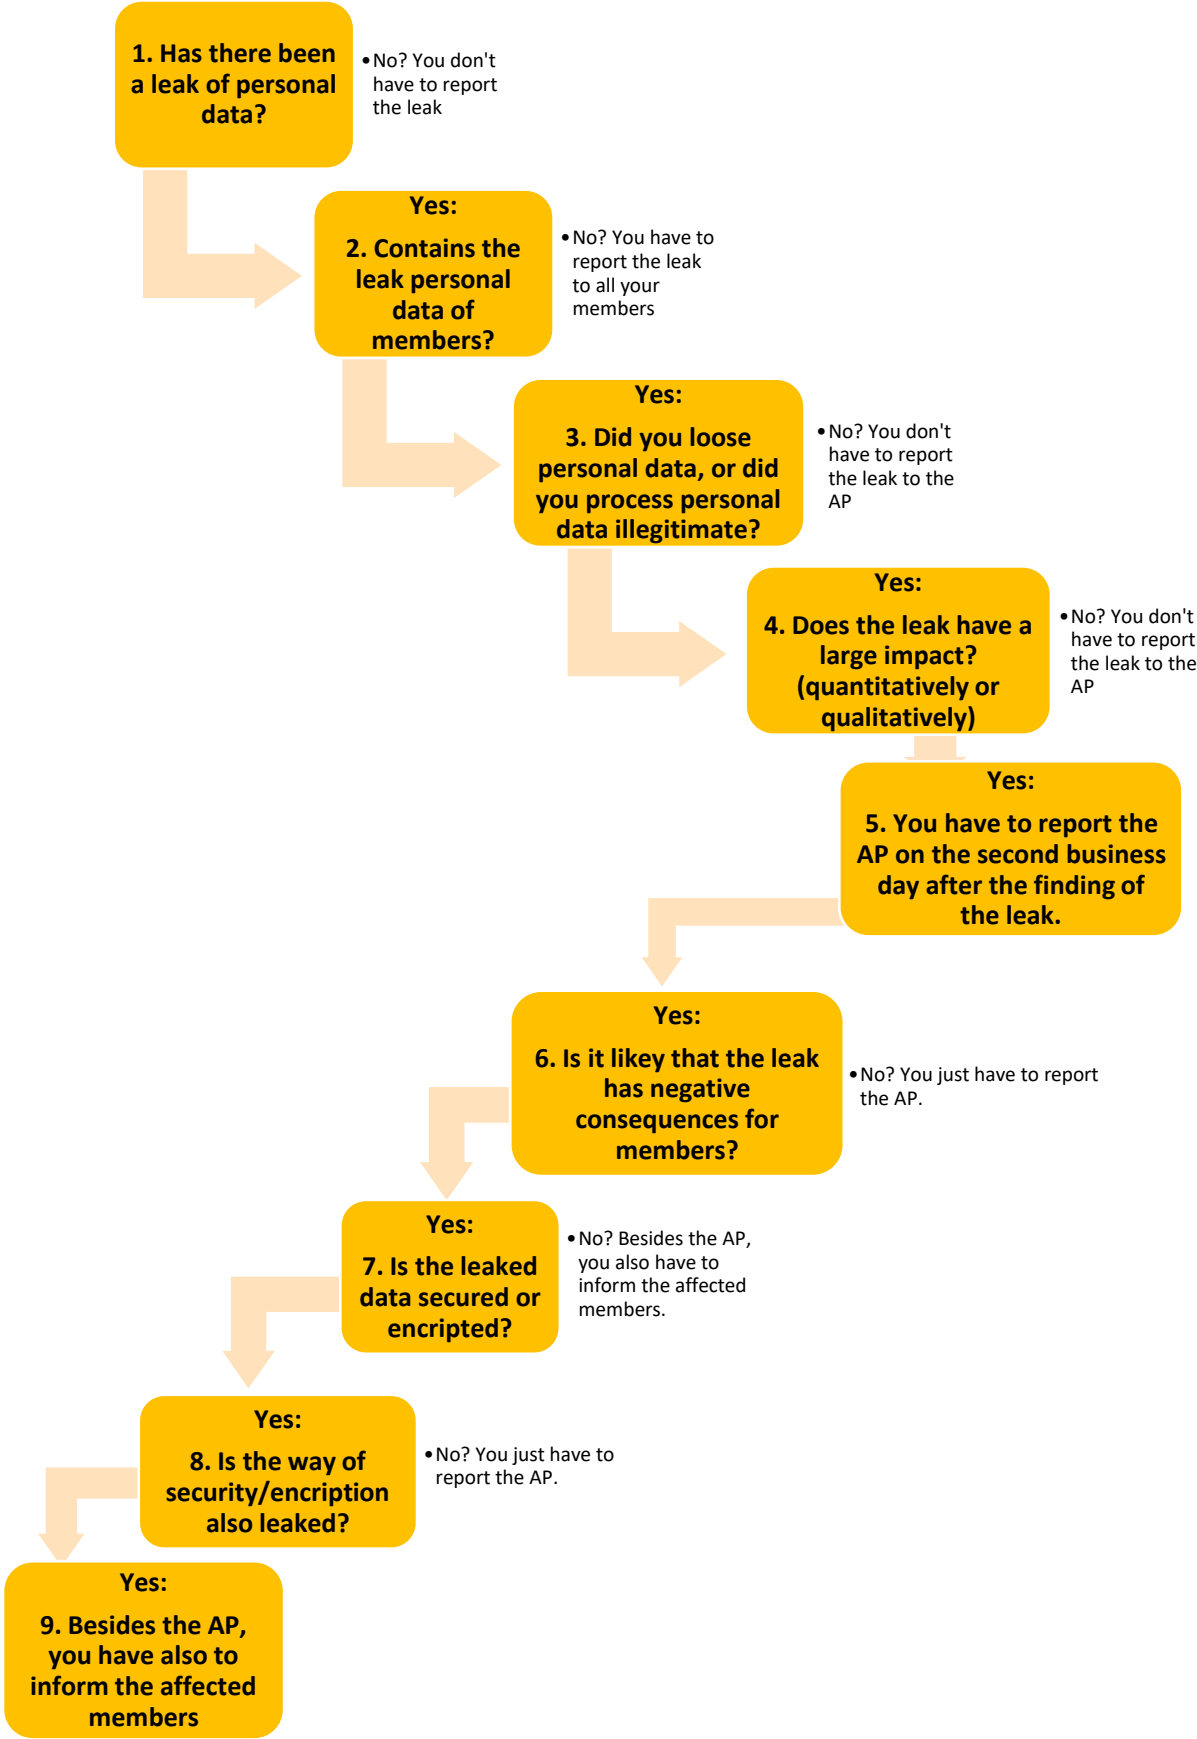 1. Has there been
a leak of personal
data?
•No? You don't
have to report
the leak
Yes:
2. Contains the
leak personal
data of
members?
•No? You have to
report the leak
to all your
members
Yes:
3. Did you loose
personal data, or did
you process personal
data illegitimate?
•No? You don't
have to report
the leak to the
AP
Yes:
4. Does the leak have a
large impact?
(quantitatively or
qualitatively)
•No? You don't
have to report
the leak to the
AP
Yes:
5. You have to report the
AP on the second business
day after the finding of
the leak.
Yes:
6. Is it likey that the leak
has negative
consequences for
members?
•No? You just have to report
the AP.
Yes:
7. Is the leaked
data secured or
encripted?
•No? Besides the AP,
you also have to
inform the affected
members.
Yes:
8. Is the way of
security/encription
also leaked?
•No? You just have to
report the AP.
Yes:
9. Besides the AP,
you have also to
inform the affected
members